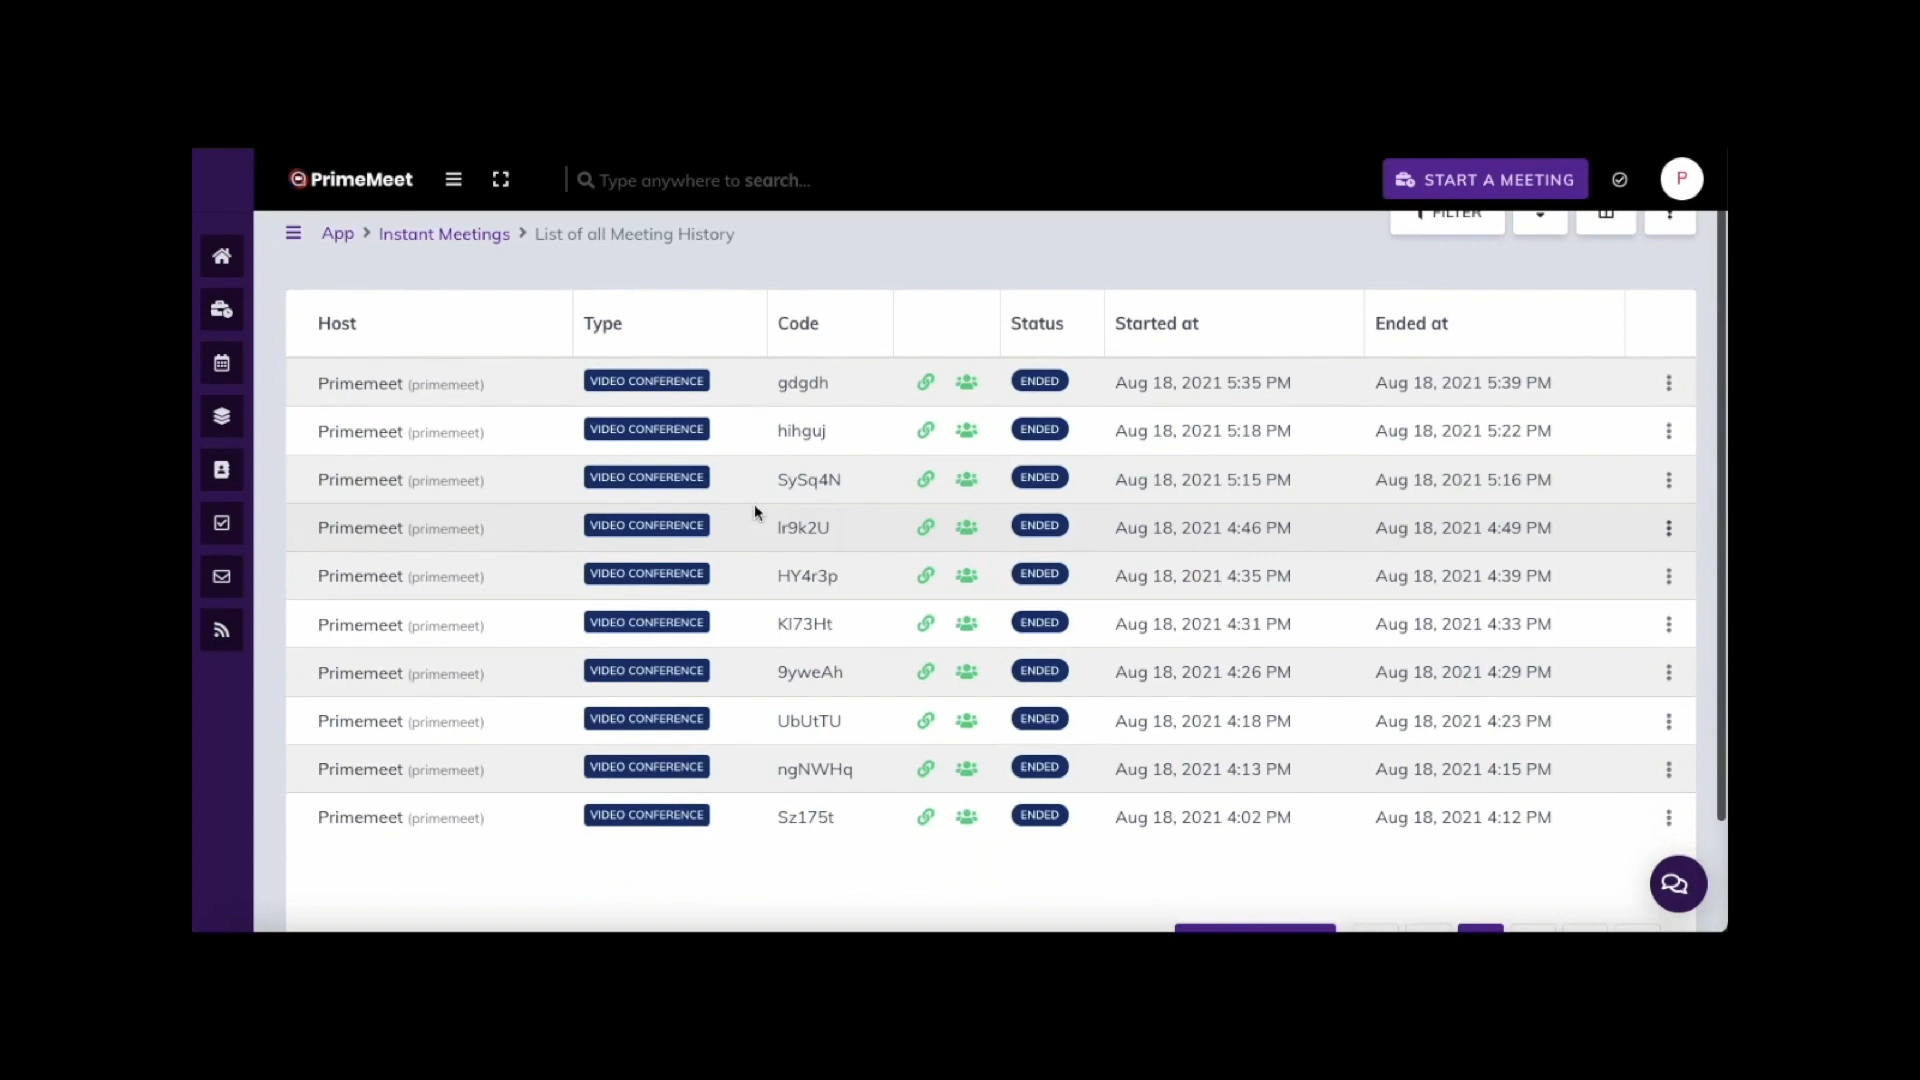 PrimeMeet Type anywhere to search... START A MEETING P
App > Instant Meetings > List of all Meeting History FILTER
Host Type Code Status Started at Ended at
Primemeet (primemeet) VIDEO CONFERENCE gdgdh ENDED Aug 18, 2021 5:35 PM Aug 18, 2021 5:39 PM
Primemeet (primemeet) VIDEO CONFERENCE hihguj ENDED Aug 18, 2021 5:18 PM Aug 18, 2021 5:22 PM
Primemeet (primemeet) VIDEO CONFERENCE SySq4N ENDED Aug 18, 2021 5:15 PM Aug 18, 2021 5:16 PM
Primemeet (primemeet) VIDEO CONFERENCE lr9k2U ENDED Aug 18, 2021 4:46 PM Aug 18, 2021 4:49 PM
Primemeet (primemeet) VIDEO CONFERENCE HY4r3p ENDED Aug 18, 2021 4:35 PM Aug 18, 2021 4:39 PM
Primemeet (primemeet) VIDEO CONFERENCE KI73Ht ENDED Aug 18, 2021 4:31 PM Aug 18, 2021 4:33 PM
Primemeet (primemeet) VIDEO CONFERENCE 9yweAh ENDED Aug 18, 2021 4:26 PM Aug 18, 2021 4:29 PM
Primemeet (primemeet) VIDEO CONFERENCE UbUtTU ENDED Aug 18, 2021 4:18 PM Aug 18, 2021 4:23 PM
Primemeet (primemeet) VIDEO CONFERENCE ngNWHq ENDED Aug 18, 2021 4:13 PM Aug 18, 2021 4:15 PM
Primemeet (primemeet) VIDEO CONFERENCE Sz175t ENDED Aug 18, 2021 4:02 PM Aug 18, 2021 4:12 PM